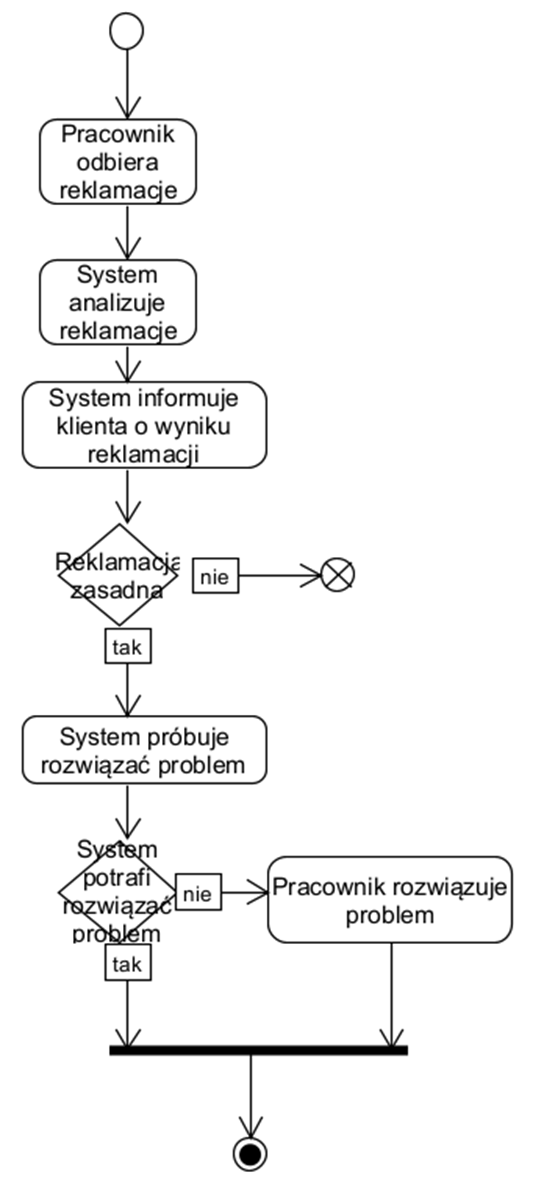 Pracownik
odbiera
reklamacje
System
analizuje
reklamacje
System informuje
klienta o wyniku
reklamacji
Reklamacja
zasadna
nie
tak
System próbuje
rozwiązać problem
System
potrafi
rozwiązać
problem
nie
Pracownik rozwiązuje
problem
tak